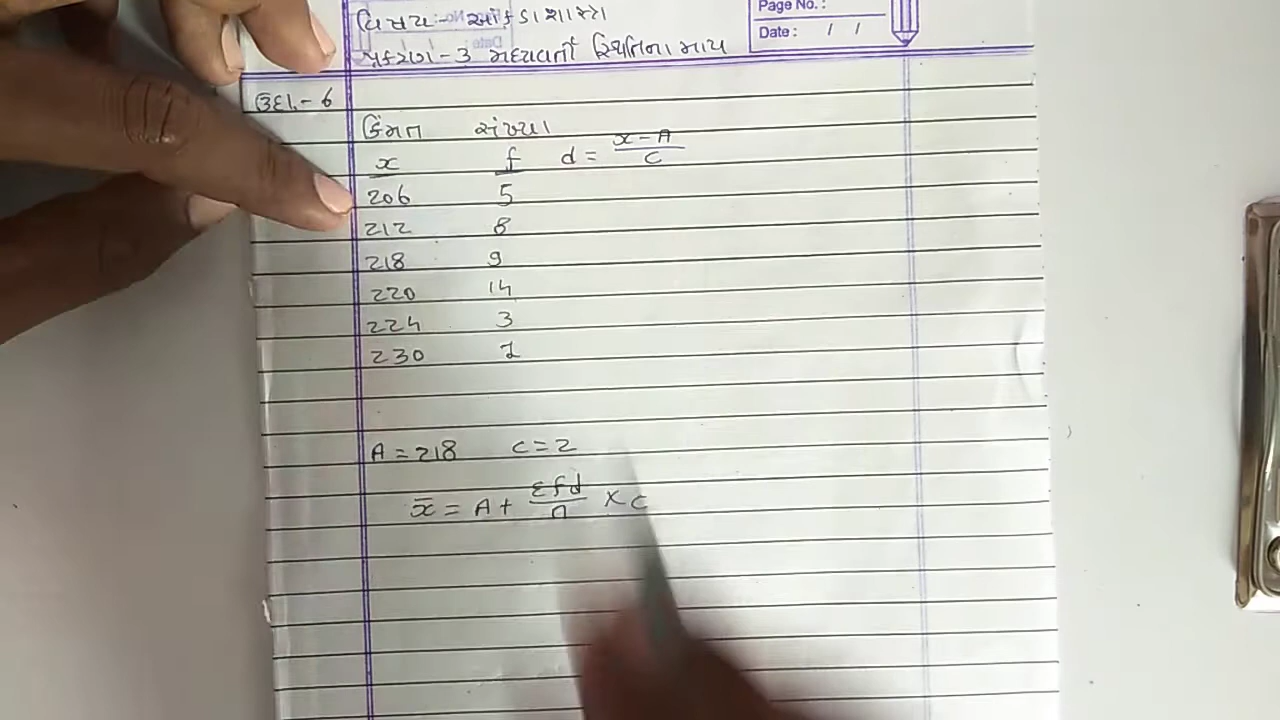 વિષય - આંકડાશાસ્ત્ર
Page No. :
Date : / /
પ્રકરણ - 3 મધ્યવર્તી સ્થિતિના માપ
ઉદા.- 6
કિંમત સંખ્યા
x f d = x - A / c
206 5
212 8
218 9
220 14
224 3
230 1
A = 218 c = 2
x̄ = A + Σfd / n × c